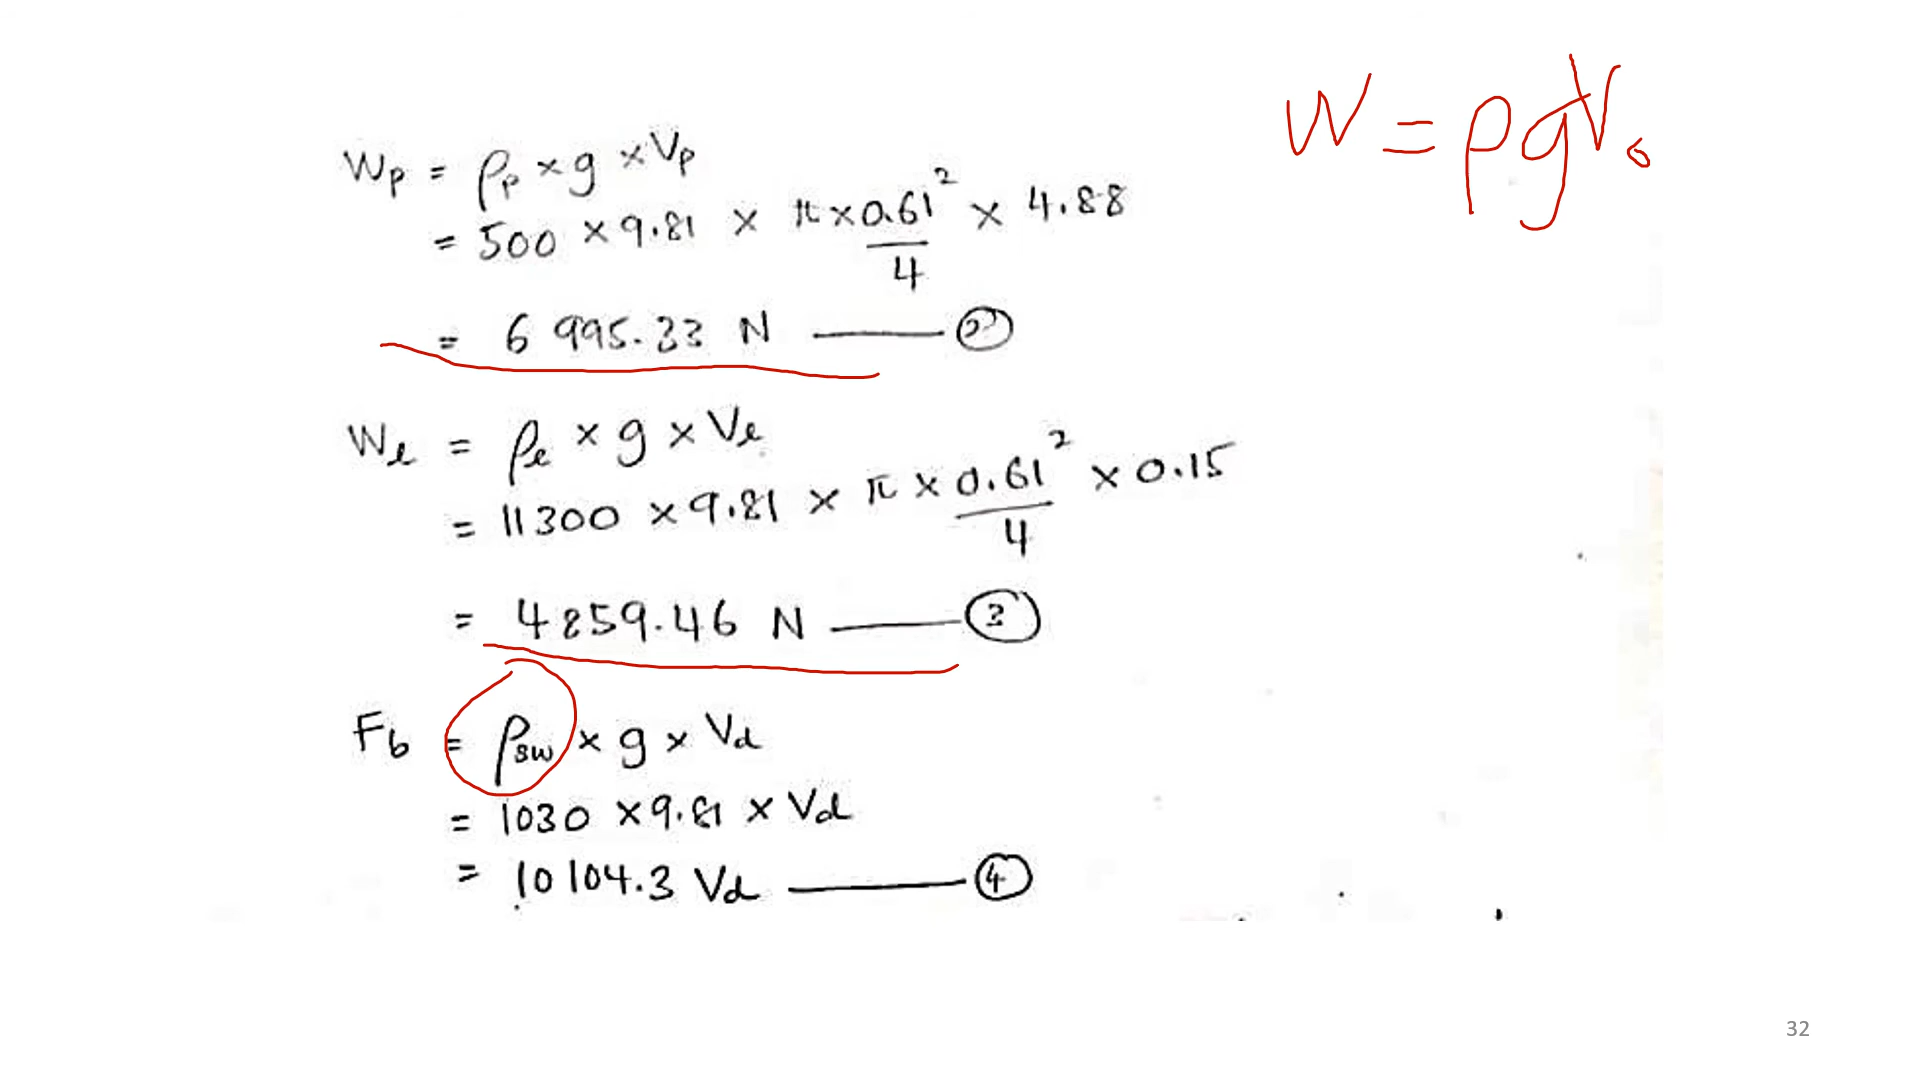 W = ρgV₀
Wp = ρp × g × Vp
= 500 × 9.81 × π × 0.61² / 4 × 4.88
= 6 995.33 N —— ②
Wl = ρl × g × Vl
= 11300 × 9.81 × π × 0.61² / 4 × 0.15
= 4859.46 N —— ③
Fb = ρsw × g × Vd
= 1030 × 9.81 × Vd
= 10 104.3 Vd —— ④
32